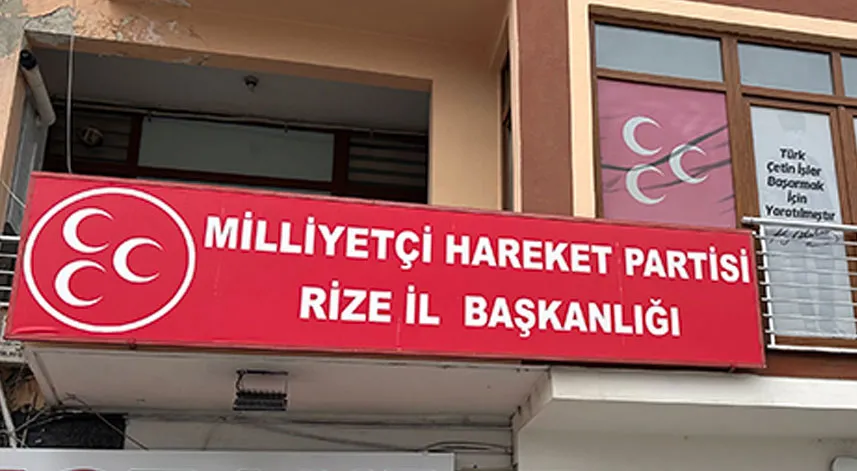 MİLLİYETÇİ HAREKET PARTİSİ
RİZE İL BAŞKANLIĞI
Türk
Çetin İşler
Başarmak
İçin
Yaratılmıştır